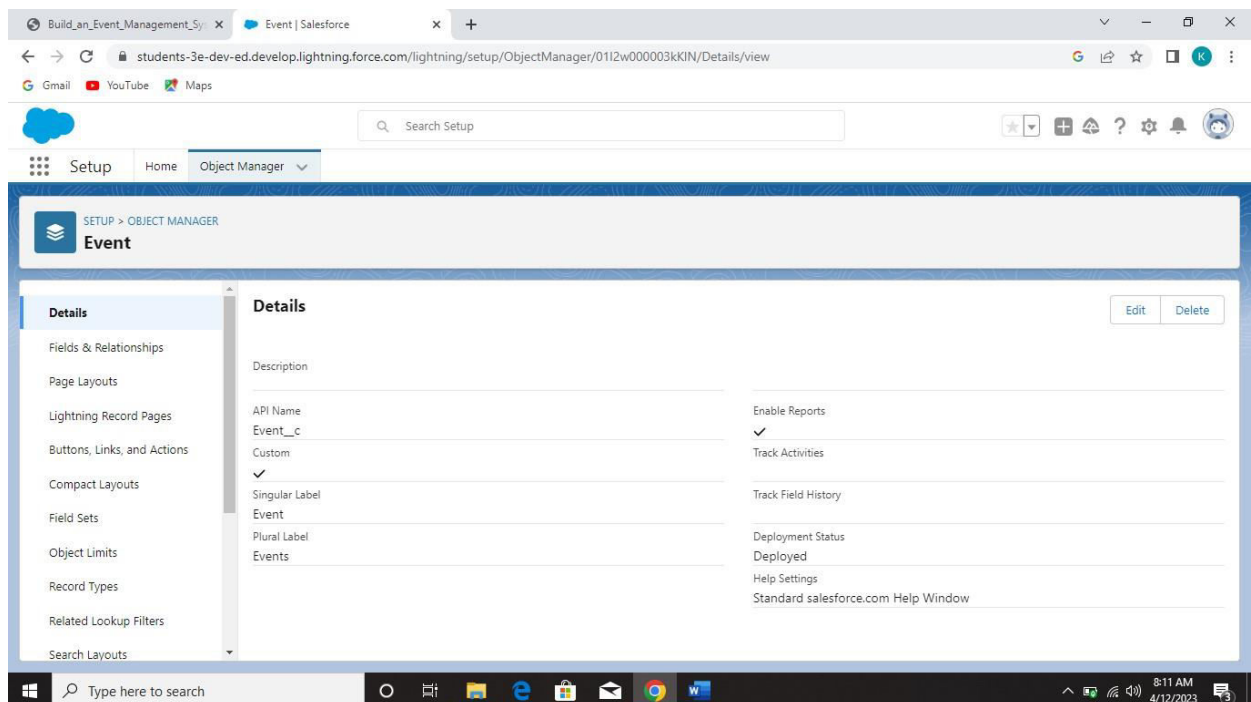 Build_an_Event_Management_Sy
Event | Salesforce
students-3e-dev-ed.develop.lightning.force.com/lightning/setup/ObjectManager/01I2w000003kKlN/Details/view
G
K
Gmail
YouTube
Maps
Search Setup
Setup
Home
Object Manager
SETUP > OBJECT MANAGER
Event
Details
Fields & Relationships
Page Layouts
Lightning Record Pages
Buttons, Links, and Actions
Compact Layouts
Field Sets
Object Limits
Record Types
Related Lookup Filters
Search Layouts
Details
Edit
Delete
Description
API Name
Event__c
Custom
Singular Label
Event
Plural Label
Events
Enable Reports
Track Activities
Track Field History
Deployment Status
Deployed
Help Settings
Standard salesforce.com Help Window
Type here to search
8:11 AM
4/12/2023
3